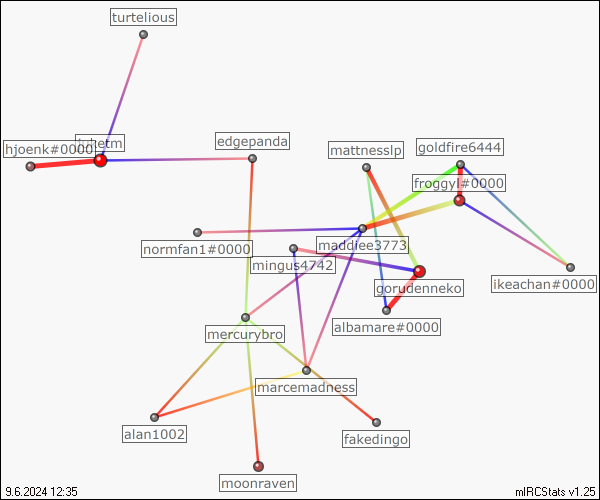 turtelious
hjoenk#0000
edgepanda
mattnesslp
goldfire6444
froggyl#0000
normfan1#0000
maddiee3773
mingus4742
gorudenneko
ikeachan#0000
albamare#0000
mercurybro
marcemadness
alan1002
fakedingo
moonraven
9.6.2024 12:35
mIRCStats v1.25